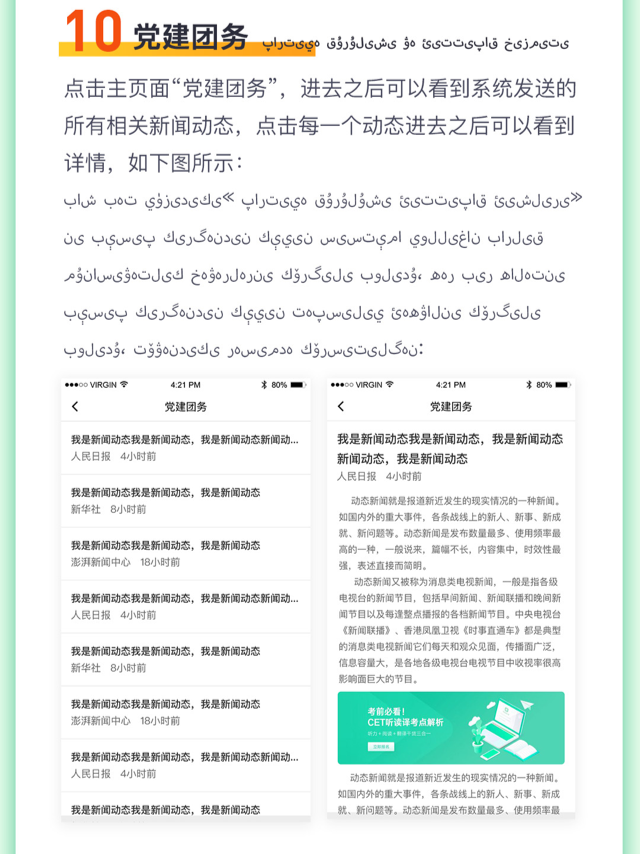 10 党建团务 پارتىيە قۇرۇلىشى ۋە ئىتتىپاق خىزمىتى
点击主页面“党建团务”，进去之后可以看到系统发送的
所有相关新闻动态，点击每一个动态进去之后可以看到
详情，如下图所示：
باش بەت يۈزىدىكى« پارتىيە قۇرۇلۇشى ئىتتىپاق ئىشلىرى»
نى بېسىپ كىرگەندىن كېيىن سىستېما يوللىغان بارلىق
مۇناسىۋەتلىك خەۋەرلەرنى كۆرگىلى بولىدۇ، ھەر بىر ھالەتنى
بېسىپ كىرگەندىن كېيىن تەپسىلىي ئەھۋالنى كۆرگىلى
بولىدۇ، تۆۋەندىكى رەسىمدە كۆرسىتىلگەن:
VIRGIN 4:21 PM 80%
党建团务
我是新闻动态我是新闻动态，我是新闻动态新闻动...
人民日报 4小时前
我是新闻动态我是新闻动态，我是新闻动态
新华社 8小时前
我是新闻动态我是新闻动态，我是新闻动态
澎湃新闻中心 18小时前
我是新闻动态我是新闻动态，我是新闻动态新闻动...
人民日报 4小时前
我是新闻动态我是新闻动态，我是新闻动态
新华社 8小时前
我是新闻动态我是新闻动态，我是新闻动态
澎湃新闻中心 18小时前
我是新闻动态我是新闻动态，我是新闻动态新闻动...
人民日报 4小时前
我是新闻动态我是新闻动态，我是新闻动态
VIRGIN 4:21 PM 80%
党建团务
我是新闻动态我是新闻动态，我是新闻动态
新闻动态，我是新闻动态
人民日报 4小时前
动态新闻就是报道新近发生的现实情况的一种新闻。
如国内外的重大事件，各条战线上的新人、新事、新成
就、新问题等。动态新闻是发布数量最多、使用频率最
高的一种，一般说来，篇幅不长，内容集中，时效性最
强，表述直接而简明。
动态新闻又被称为消息类电视新闻，一般是指各级
电视台的新闻节目，包括早间新闻、新闻联播和晚间新
闻节目以及每逢整点播报的各档新闻节目。中央电视台
《新闻联播》、香港凤凰卫视《时事直通车》都是典型
的消息类电视新闻它们每天和观众见面，传播面广泛，
信息容量大，是各地各级电视台电视节目中收视率很高
影响面巨大的节目。
考前必看！
CET听读译考点解析
动态新闻就是报道新近发生的现实情况的一种新闻。
如国内外的重大事件，各条战线上的新人、新事、新成
就、新问题等。动态新闻是发布数量最多、使用频率最